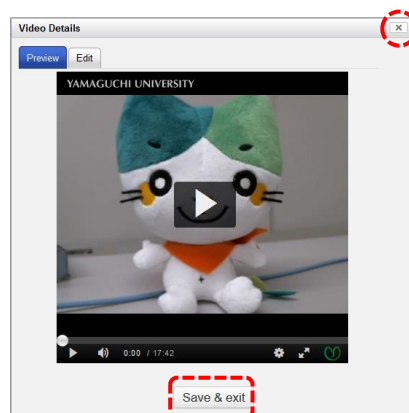 Video Details
×
Preview Edit
YAMAGUCHI UNIVERSITY
0:00 / 17:42
Save & exit